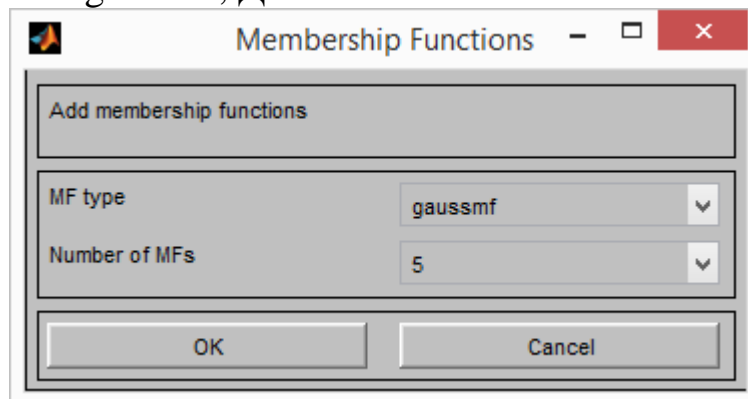 Membership Functions
Add membership functions
MF type
gaussmf
Number of MFs
5
OK
Cancel